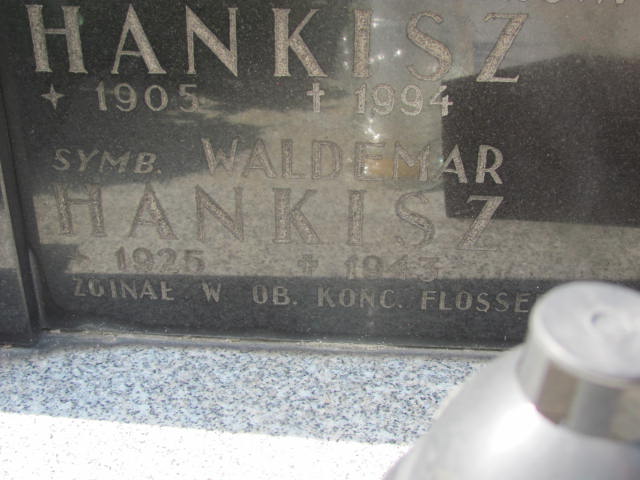 HANKISZ
★ 1905 † 1994
SYMB. WALDEMAR
HANKISZ
★ 1925 † 1943
ZGINAŁ W OB. KONC. FLOSSE